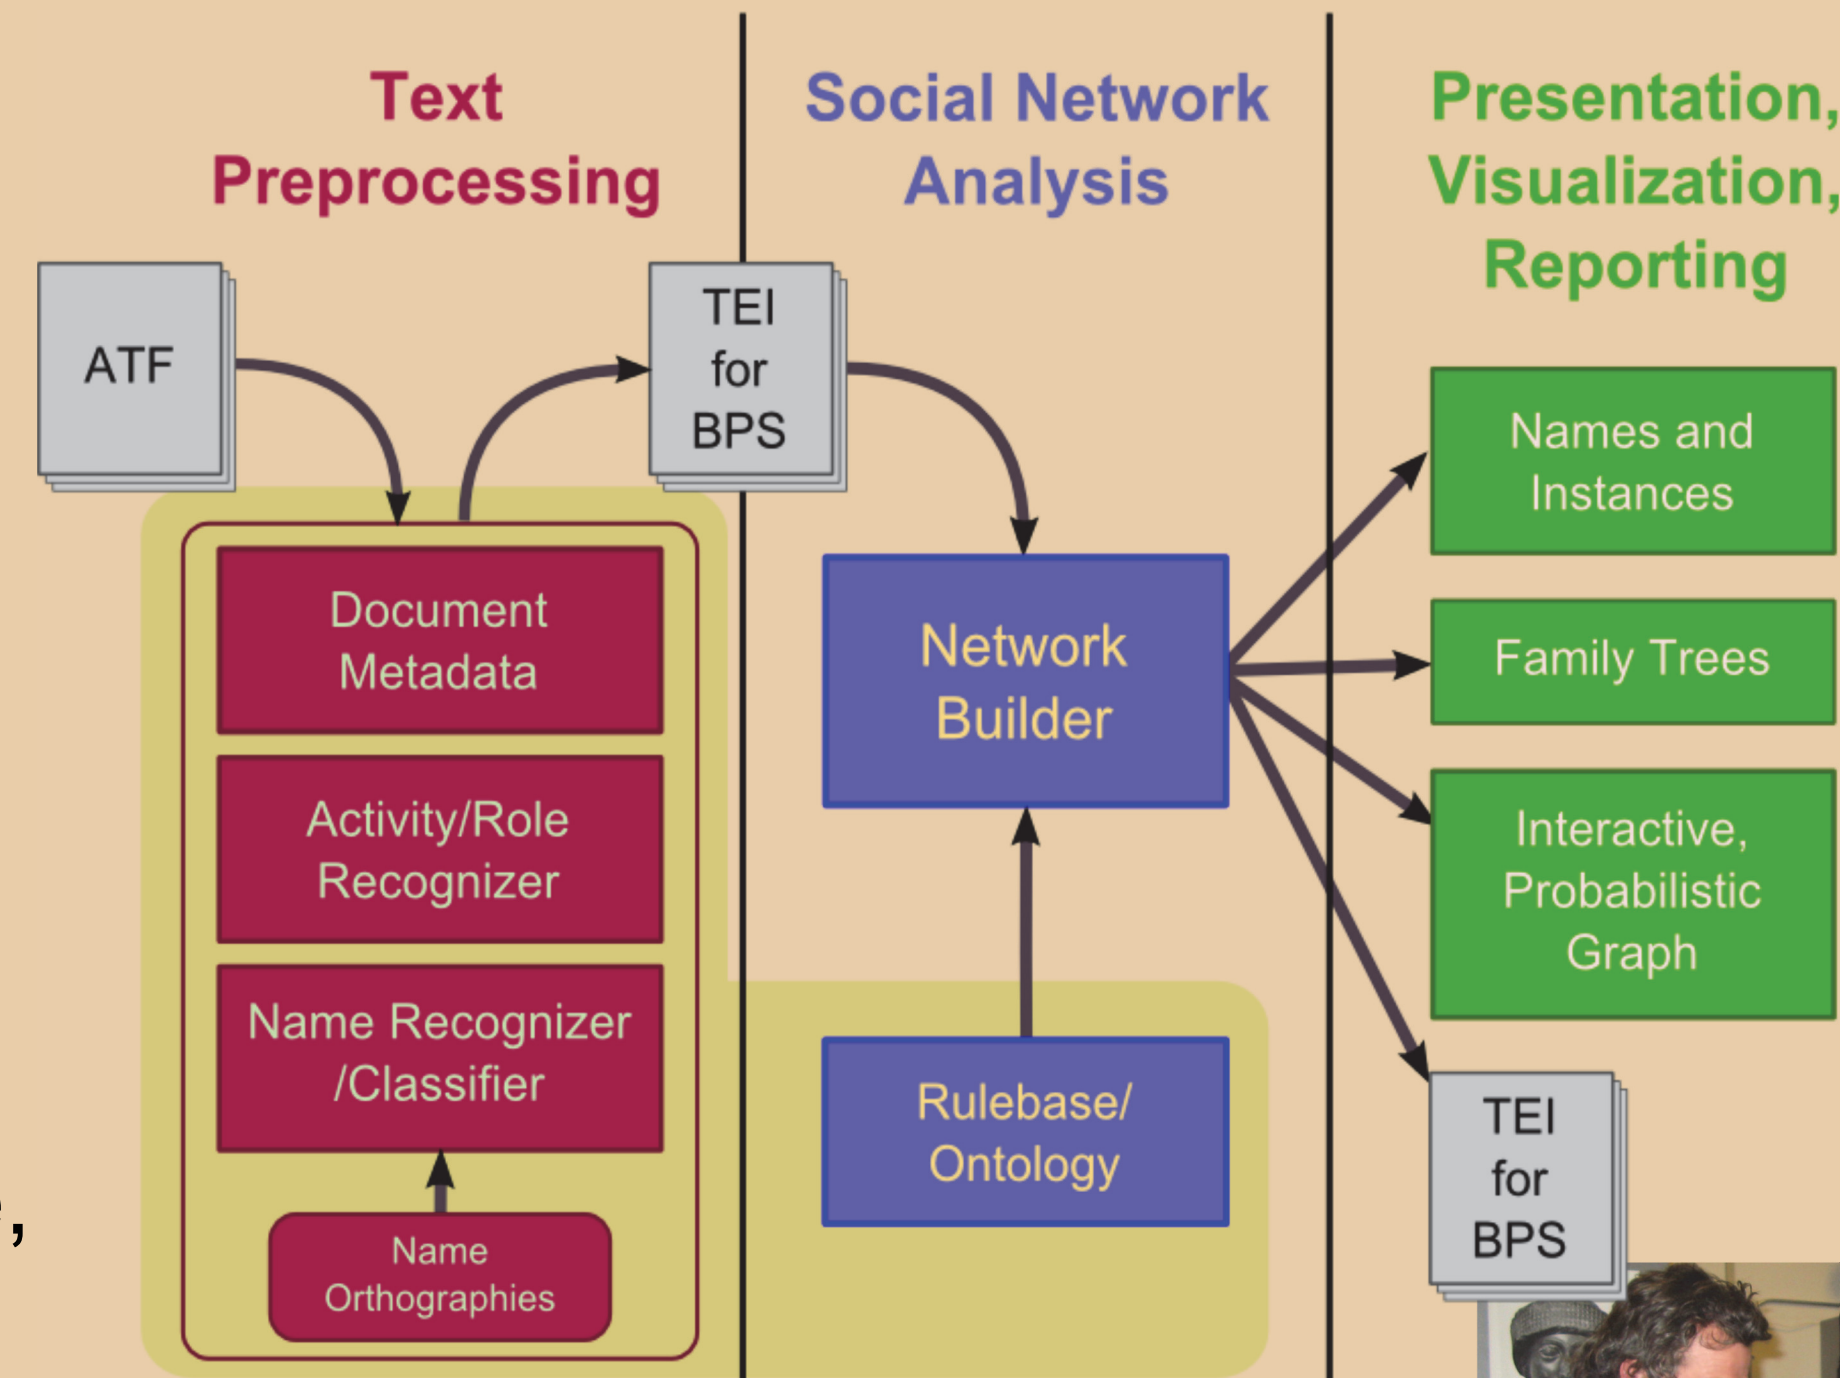 Text
Preprocessing
Social Network
Analysis
Presentation,
Visualization,
Reporting
ATF
TEI
for
BPS
Document
Metadata
Activity/Role
Recognizer
Name Recognizer
/Classifier
Name
Orthographies
Network
Builder
Rulebase/
Ontology
Names and
Instances
Family Trees
Interactive,
Probabilistic
Graph
TEI
for
BPS